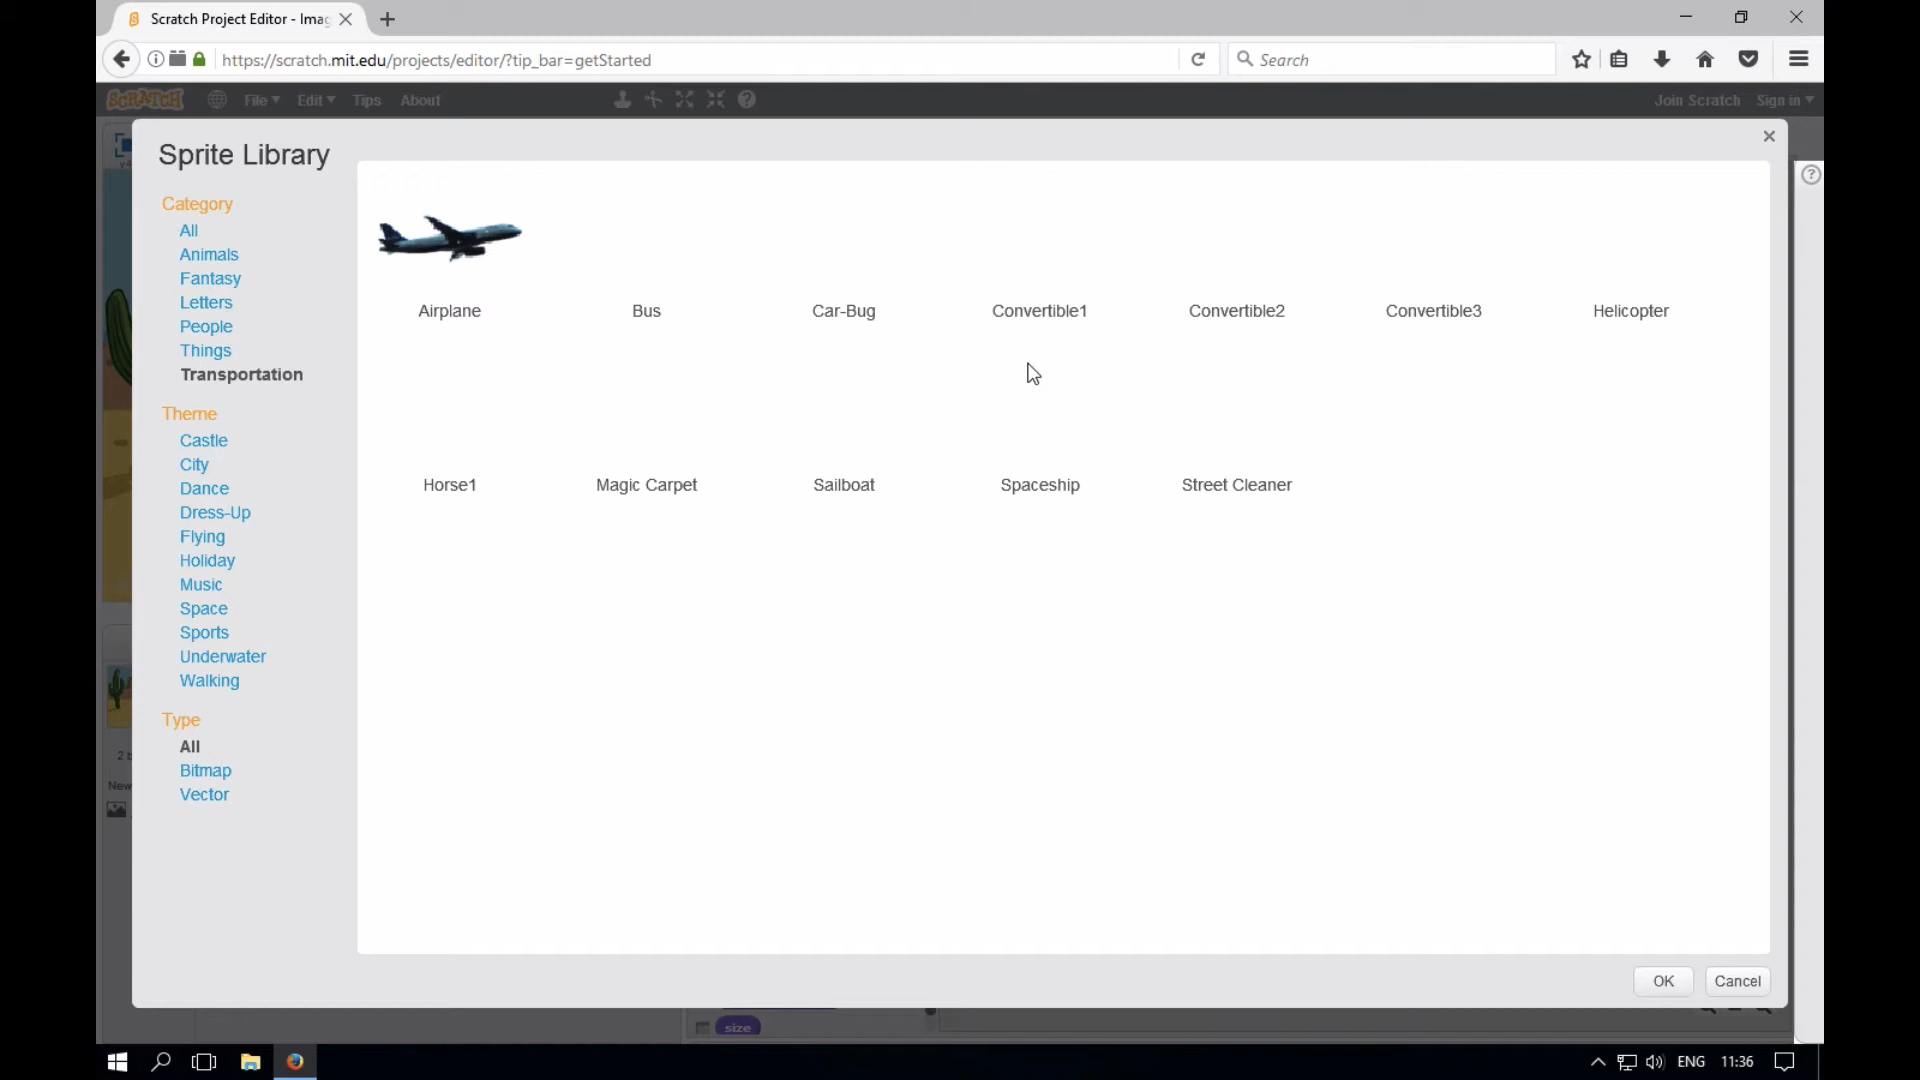 Scratch Project Editor - Imag
https://scratch.mit.edu/projects/editor/?tip_bar=getStarted
Search
SCRATCH File Edit Tips About Join Scratch Sign in
Sprite Library
Category
All
Animals
Fantasy
Letters
People
Things
Transportation
Theme
Castle
City
Dance
Dress-Up
Flying
Holiday
Music
Space
Sports
Underwater
Walking
Type
All
Bitmap
Vector
Airplane Bus Car-Bug Convertible1 Convertible2 Convertible3 Helicopter
Horse1 Magic Carpet Sailboat Spaceship Street Cleaner
OK Cancel
New
size
ENG 11:36